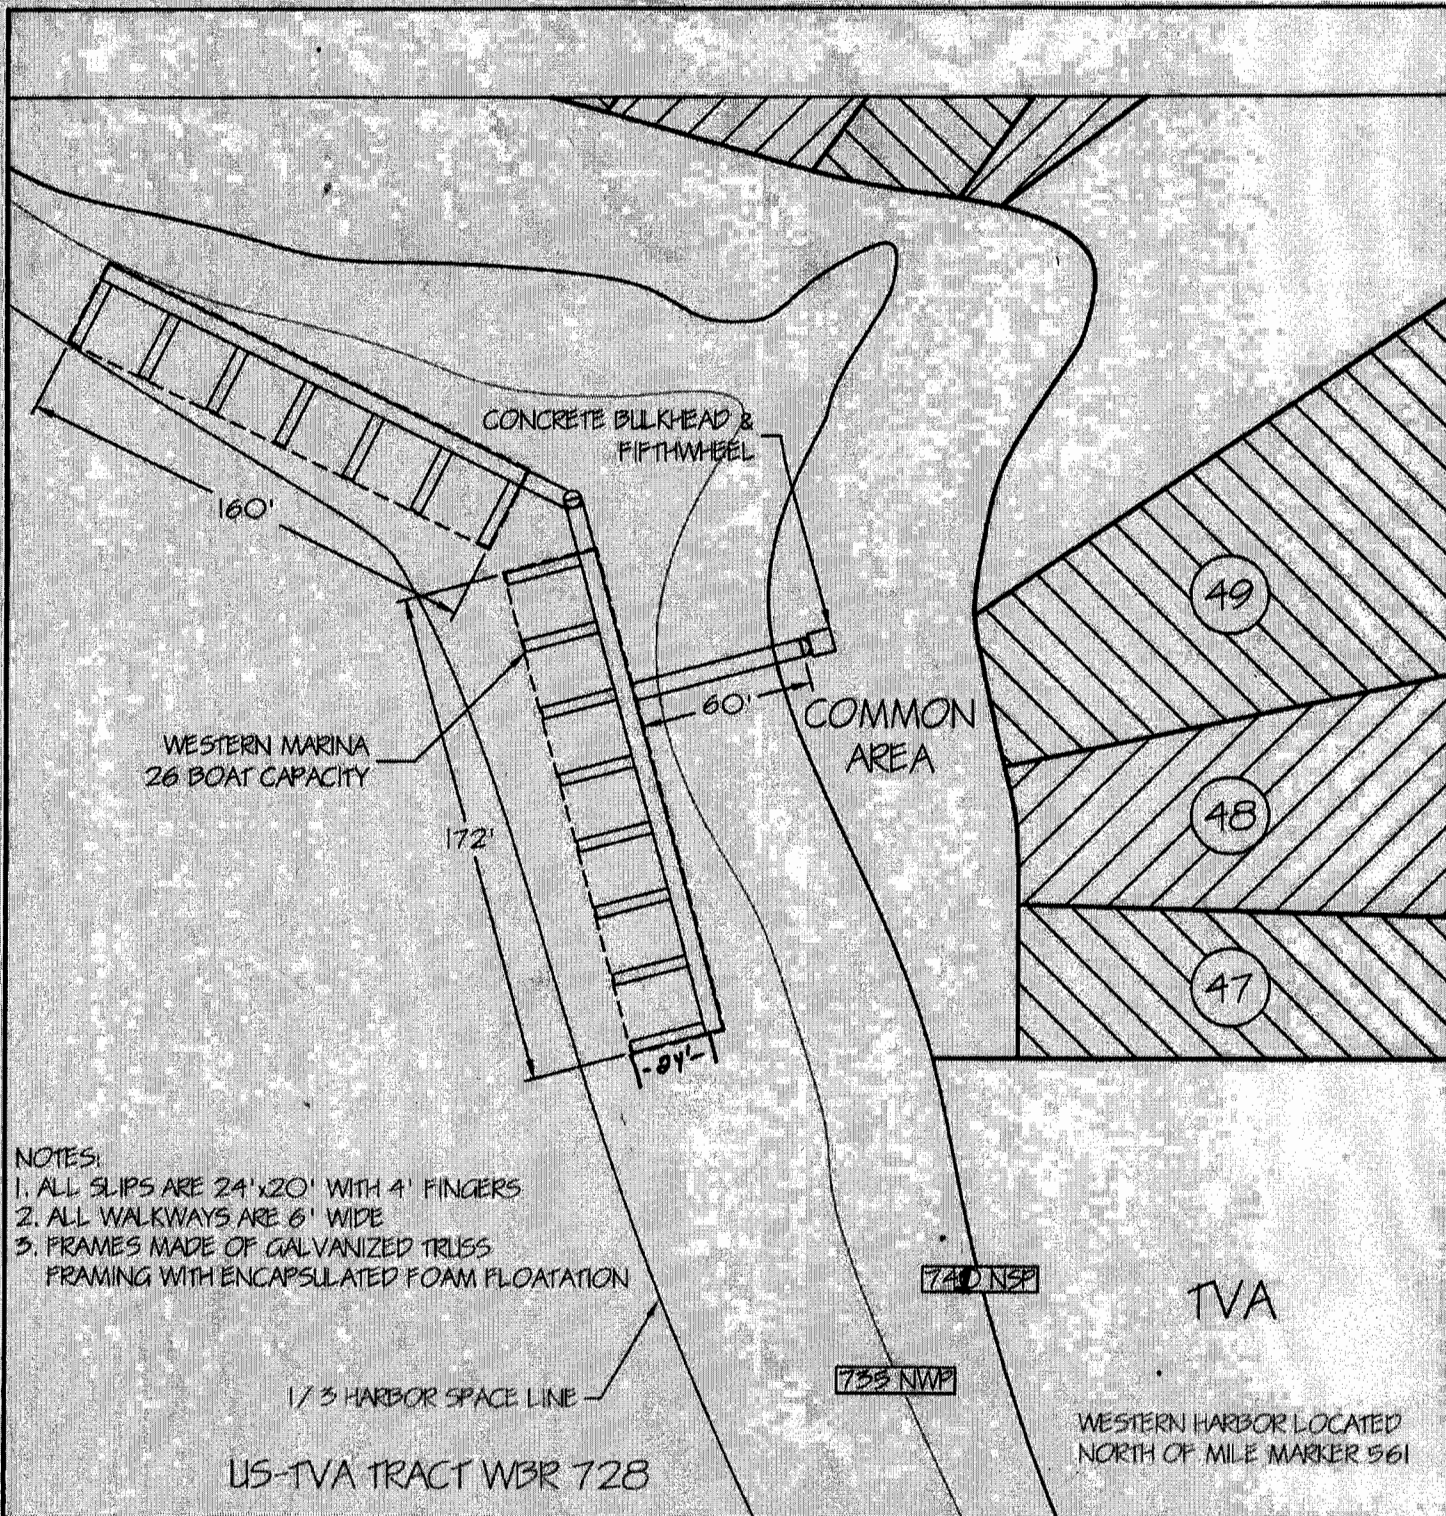 CONCRETE BULKHEAD &
FIFTHWHEEL
160'
49
60'
COMMON
AREA
WESTERN MARINA
26 BOAT CAPACITY
48
172'
47
24'
NOTES:
1. ALL SLIPS ARE 24'x20' WITH 4' FINGERS
2. ALL WALKWAYS ARE 6' WIDE
3. FRAMES MADE OF GALVANIZED TRUSS
FRAMING WITH ENCAPSULATED FOAM FLOATATION
740 NSP
TVA
735 NWP
1/3 HARBOR SPACE LINE
WESTERN HARBOR LOCATED
NORTH OF MILE MARKER 561
US-TVA TRACT WBR 728